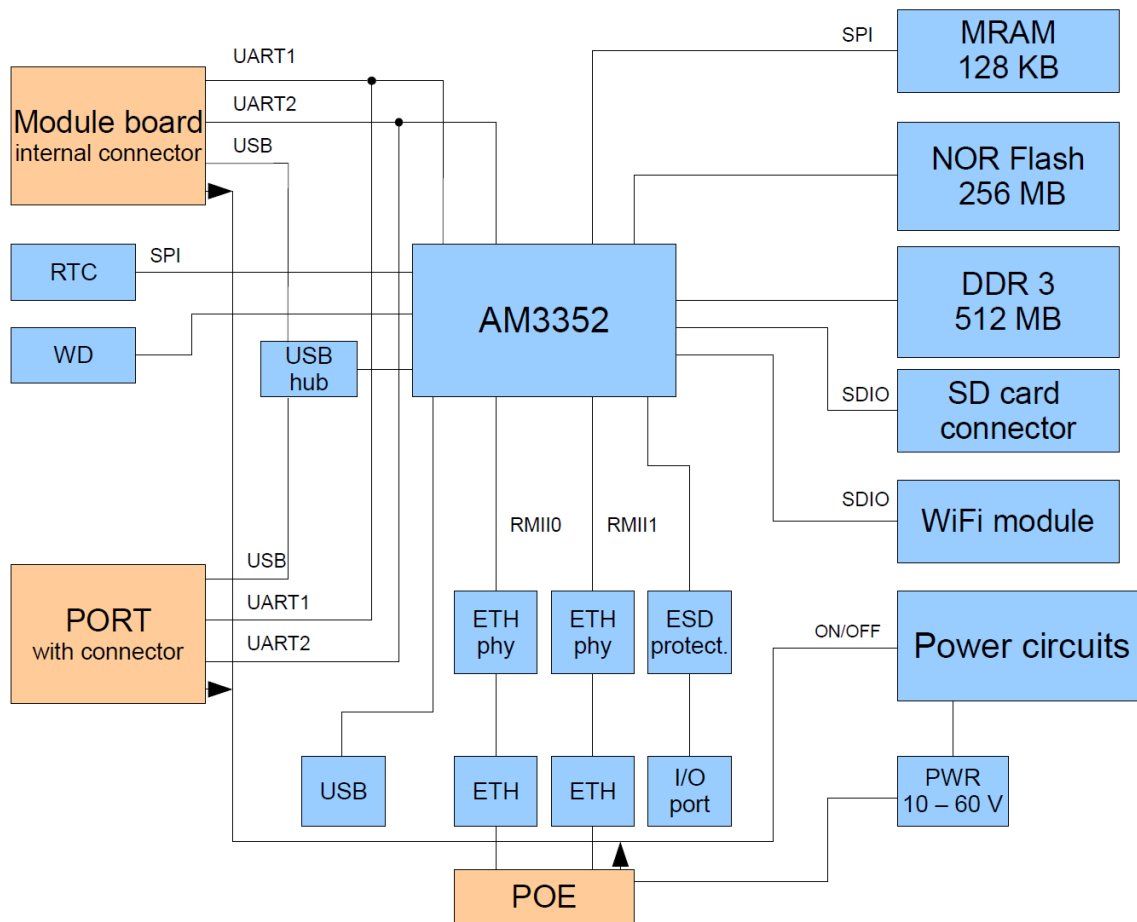 UART1
SPI
MRAM
128 KB
Module board
internal connector
UART2
USB
NOR Flash
256 MB
RTC
SPI
AM3352
DDR 3
512 MB
WD
USB
hub
SDIO
SD card
connector
RMII0
RMII1
SDIO
WiFi module
USB
PORT
with connector
UART1
UART2
ETH
phy
ETH
phy
ESD
protect.
ON/OFF
Power circuits
USB
ETH
ETH
I/O
port
PWR
10 – 60 V
POE